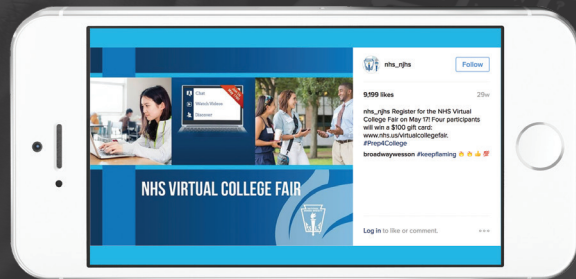 Chat
Watch Videos
Discover
NHS VIRTUAL COLLEGE FAIR
nhs_njhs
Follow
9,199 likes 29w
nhs_njhs Register for the NHS Virtual
College Fair on May 17! Four participants
will win a $100 gift card:
www.nhs.us/virtualcollegefair.
#Prep4College
broadwaywesson #keepflaming 🔥 🔥 👍 💯
Log in to like or comment.